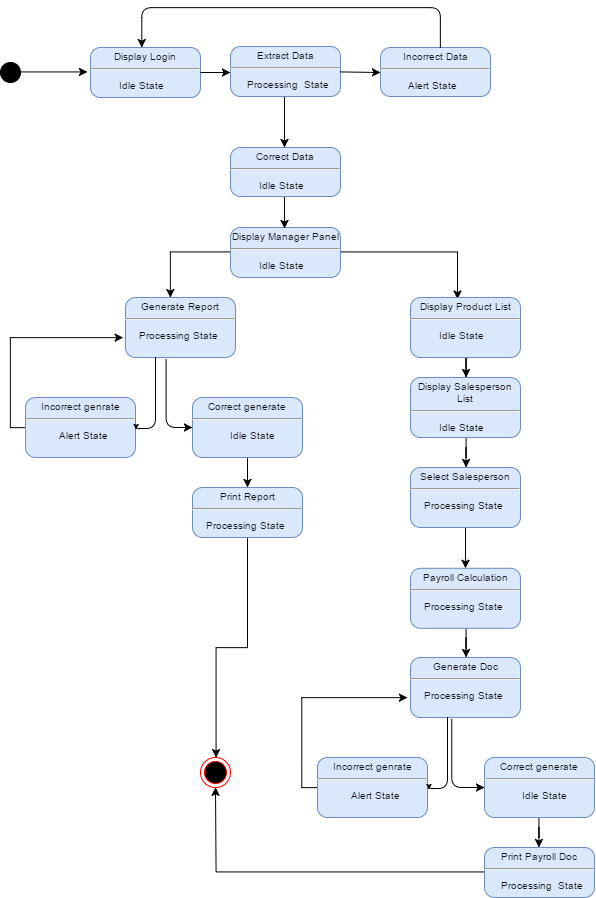 Display Login
Idle State
Extract Data
Processing  State
Incorrect Data
Alert State
Correct Data
Idle State
Display Manager Panel
Idle State
Generate Report
Processing State
Display Product List
Idle State
Incorrect genrate
Alert State
Correct generate
Idle State
Display Salesperson
List
Idle State
Print Report
Processing State
Select Salesperson
Processing State
Payroll Calculation
Processing State
Generate Doc
Processing State
Incorrect genrate
Alert State
Correct generate
Idle State
Print Payroll Doc
Processing  State